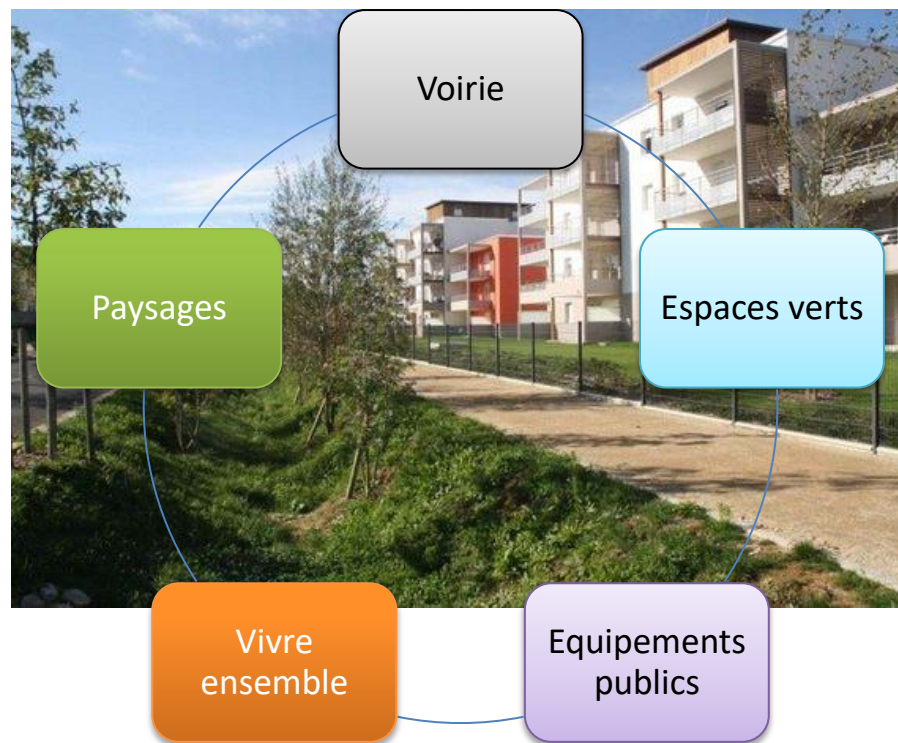 Voirie
Paysages
Espaces verts
Vivre
ensemble
Equipements
publics